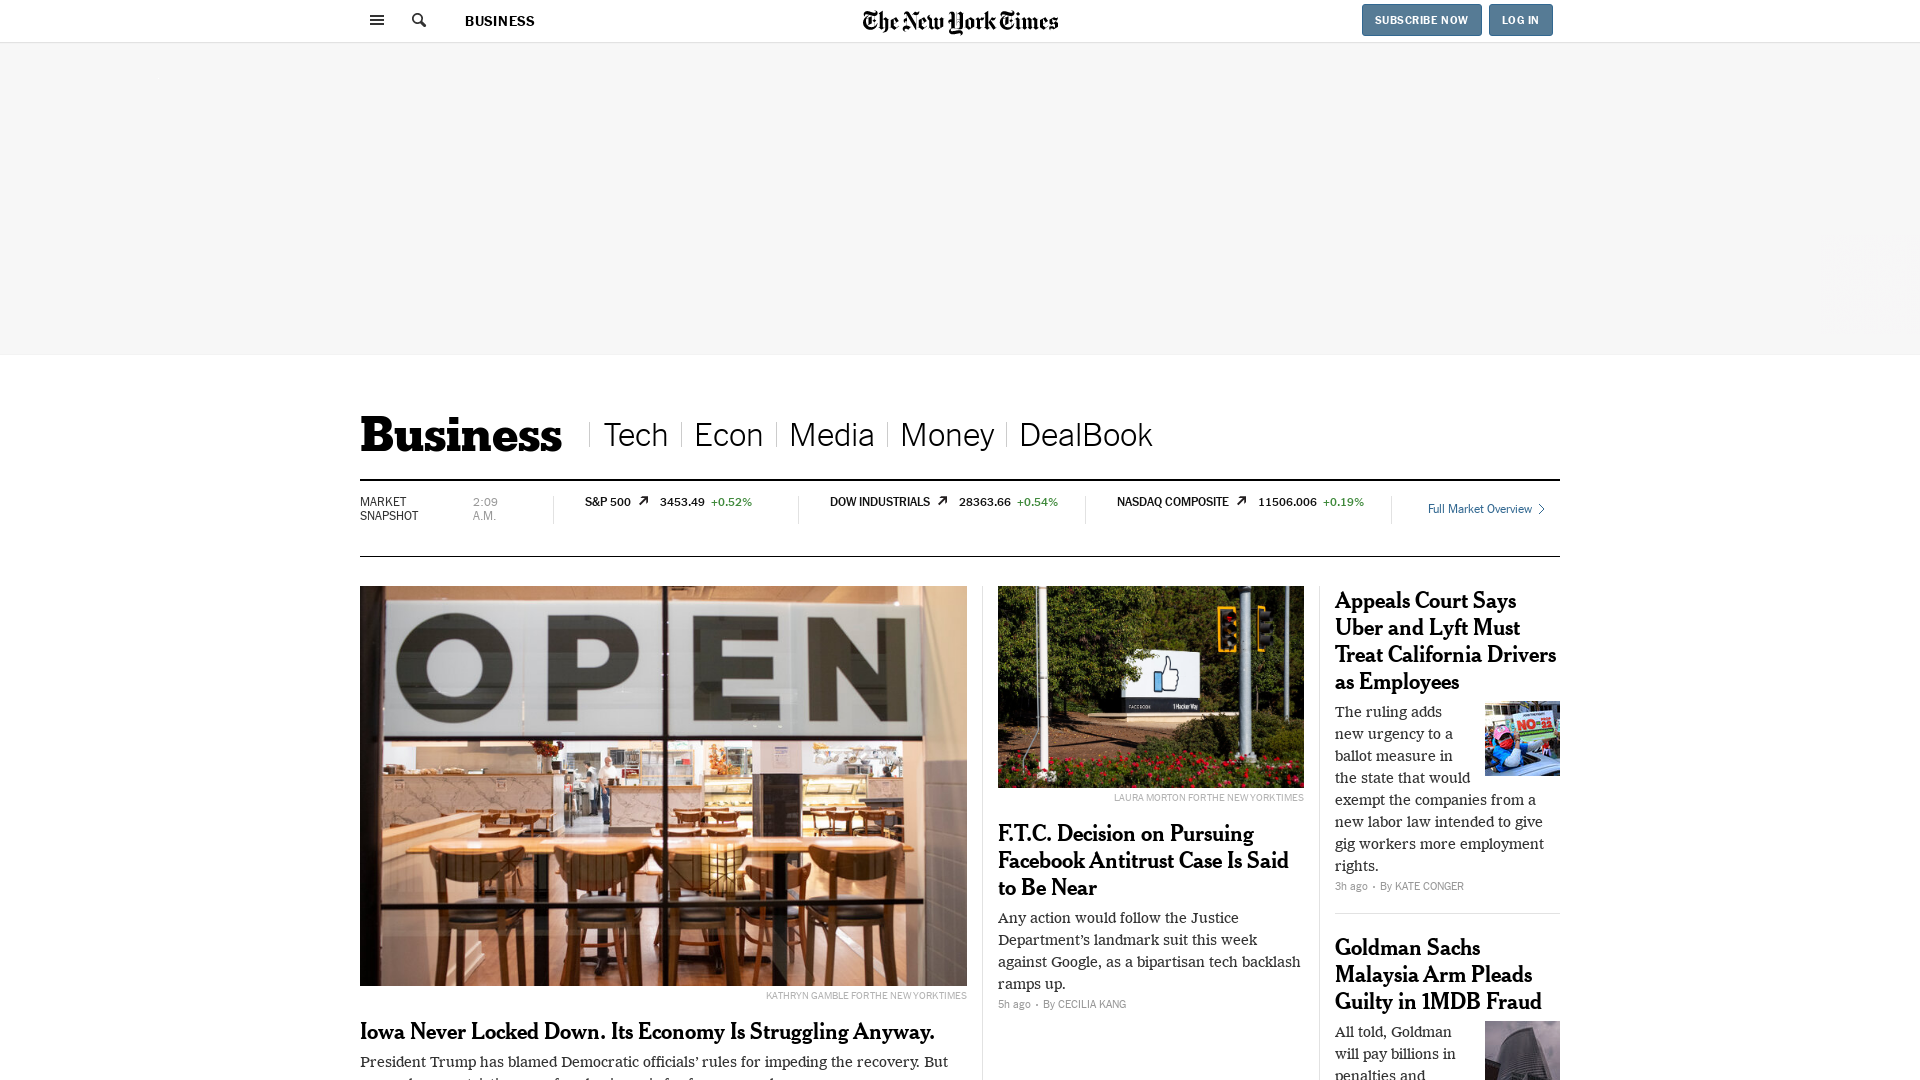 BUSINESS
The New York Times
SUBSCRIBE NOW
LOG IN
Business
Tech
Econ
Media
Money
DealBook
MARKET
SNAPSHOT
2:09
A.M.
S&P 500 3453.49 +0.52%
DOW INDUSTRIALS 28363.66 +0.54%
NASDAQ COMPOSITE 11506.006 +0.19%
Full Market Overview
OPEN
KATHRYN GAMBLE FOR THE NEW YORK TIMES
Iowa Never Locked Down. Its Economy Is Struggling Anyway.
President Trump has blamed Democratic officials’ rules for impeding the recovery. But
FACEBOOK
1 Hacker Way
LAURA MORTON FOR THE NEW YORK TIMES
F.T.C. Decision on Pursuing
Facebook Antitrust Case Is Said
to Be Near
Any action would follow the Justice
Department’s landmark suit this week
against Google, as a bipartisan tech backlash
ramps up.
5h ago • By CECILIA KANG
Appeals Court Says
Uber and Lyft Must
Treat California Drivers
as Employees
The ruling adds
new urgency to a
ballot measure in
the state that would
exempt the companies from a
new labor law intended to give
gig workers more employment
rights.
NO
22
3h ago • By KATE CONGER
Goldman Sachs
Malaysia Arm Pleads
Guilty in 1MDB Fraud
All told, Goldman
will pay billions in
penalties and